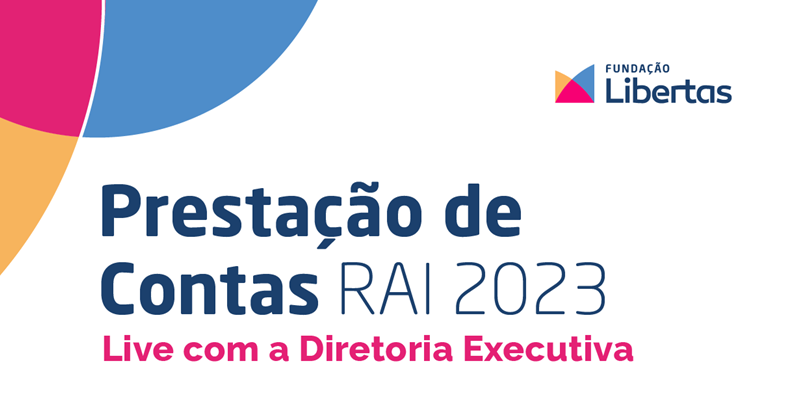 FUNDAÇÃO
Libertas
Prestação de
Contas RAI 2023
Live com a Diretoria Executiva